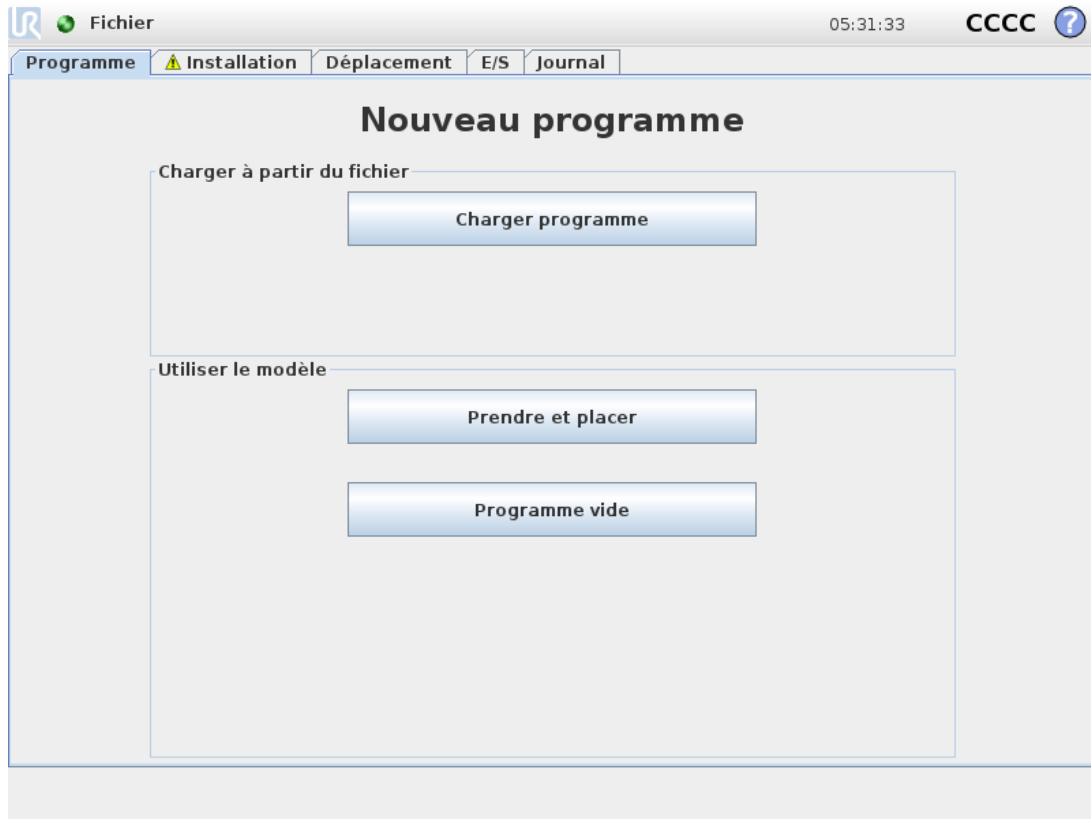 UR Fichier 05:31:33 CCCC ?
Programme Installation Déplacement E/S Journal
Nouveau programme
Charger à partir du fichier
Charger programme
Utiliser le modèle
Prendre et placer
Programme vide